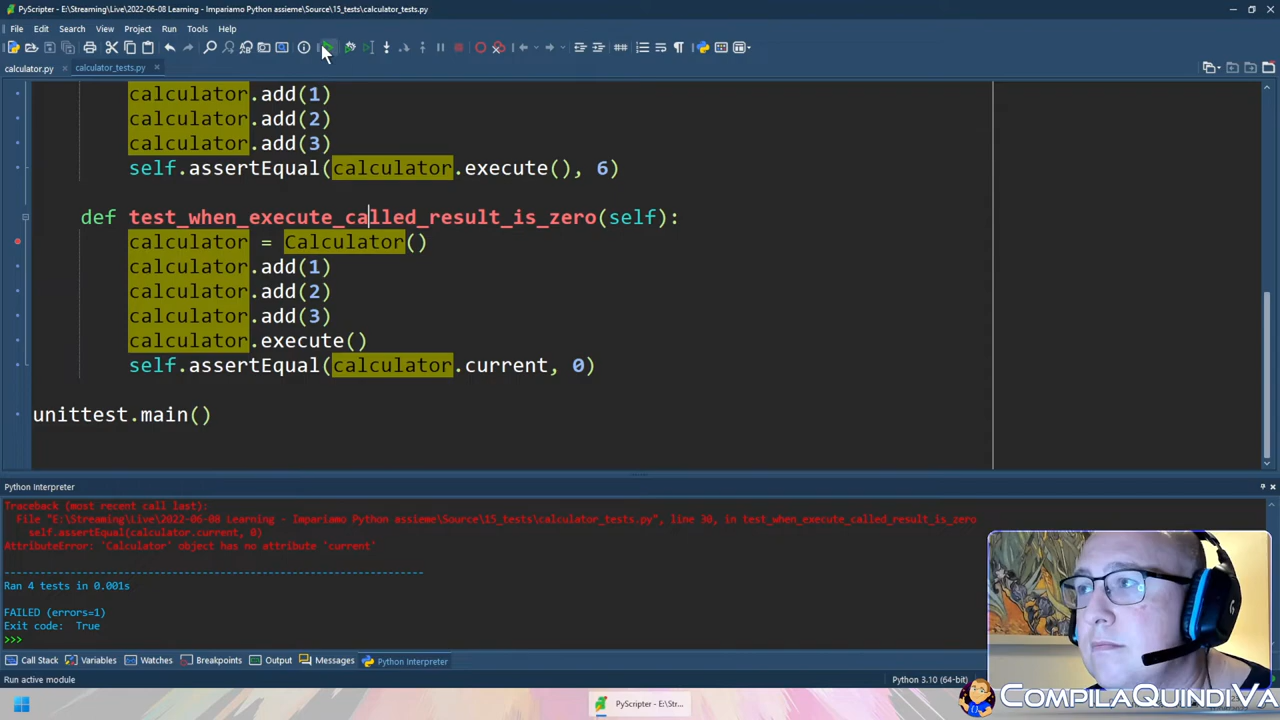 PyScripter - E:\Streaming\Live\2022-06-08 Learning - Impariamo Python assieme\Source\15_tests\calculator_tests.py
File Edit Search View Project Run Tools Help
calculator.py × calculator_tests.py ×
calculator.add(1)
calculator.add(2)
calculator.add(3)
self.assertEqual(calculator.execute(), 6)
def test_when_execute_called_result_is_zero(self):
calculator = Calculator()
calculator.add(1)
calculator.add(2)
calculator.add(3)
calculator.execute()
self.assertEqual(calculator.current, 0)
unittest.main()
Python Interpreter
Traceback (most recent call last):
File "E:\Streaming\Live\2022-06-08 Learning - Impariamo Python assieme\Source\15_tests\calculator_tests.py", line 30, in test_when_execute_called_result_is_zero
self.assertEqual(calculator.current, 0)
AttributeError: 'Calculator' object has no attribute 'current'
----------------------------------------------------------------------
Ran 4 tests in 0.001s
FAILED (errors=1)
Exit code: True
>>>
Call Stack Variables Watches Breakpoints Output Messages Python Interpreter
Run active module
Python 3.10 (64-bit)
COMPILAQUINDIVA
PyScripter - E:\Stre...